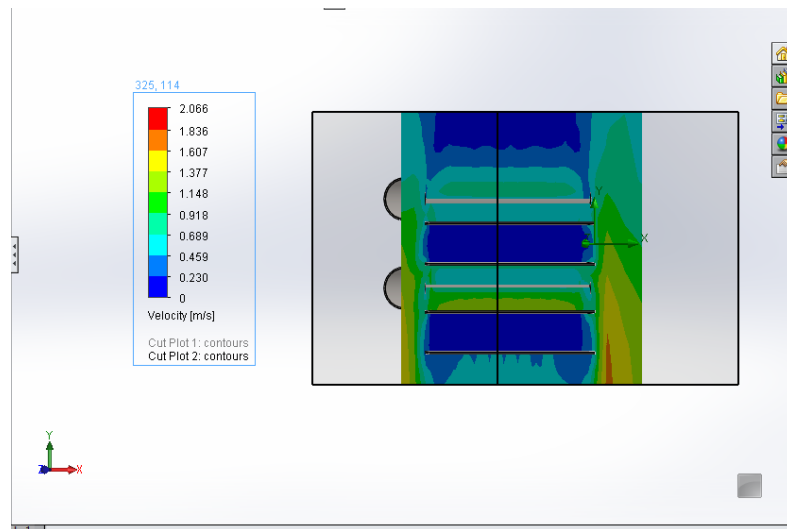 325, 114
2.066
1.836
1.607
1.377
1.148
0.918
0.689
0.459
0.230
0
Velocity [m/s]
Cut Plot 1: contours
Cut Plot 2: contours
Y
X
Y
Z
X